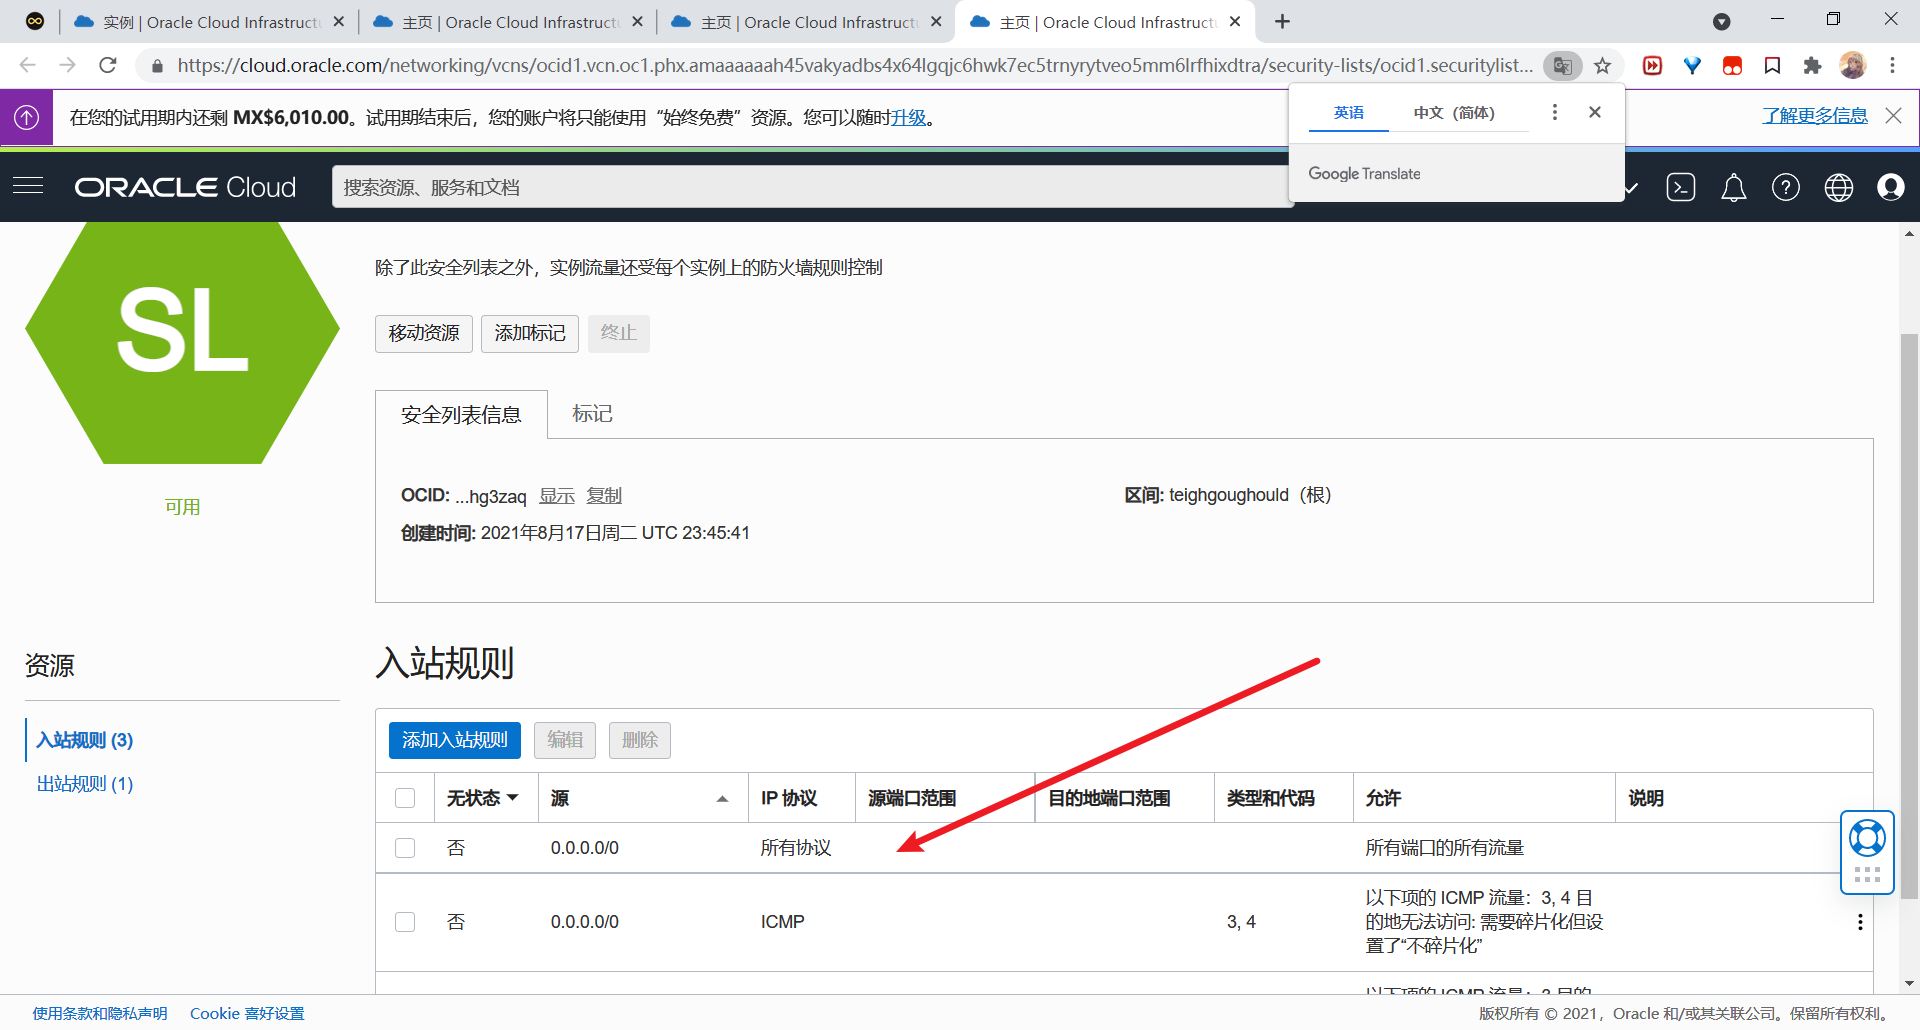 实例 | Oracle Cloud Infrastructu
主页 | Oracle Cloud Infrastructu
主页 | Oracle Cloud Infrastructu
主页 | Oracle Cloud Infrastructu
https://cloud.oracle.com/networking/vcns/ocid1.vcn.oc1.phx.amaaaaaah45vakyadbs4x64lgqjc6hwk7ec5trnyrytveo5mm6lrfhixdtra/security-lists/ocid1.securitylist...
在您的试用期内还剩 MX$6,010.00。试用期结束后，您的账户将只能使用“始终免费”资源。您可以随时升级。
了解更多信息
英语
中文（简体）
Google Translate
ORACLE Cloud
搜索资源、服务和文档
SL
可用
除了此安全列表之外，实例流量还受每个实例上的防火墙规则控制
移动资源
添加标记
终止
安全列表信息
标记
OCID: ...hg3zaq 显示 复制
区间: teighgoughould（根）
创建时间: 2021年8月17日周二 UTC 23:45:41
资源
入站规则 (3)
出站规则 (1)
入站规则
添加入站规则
编辑
删除
无状态 源 IP 协议 源端口范围 目的地端口范围 类型和代码 允许 说明
否 0.0.0.0/0 所有协议 所有端口的所有流量
否 0.0.0.0/0 ICMP 3, 4 以下项的 ICMP 流量：3, 4 目
的地无法访问: 需要碎片化但设
置了“不碎片化”
以下项的 ICMP 流量：3 目的
使用条款和隐私声明
Cookie 喜好设置
版权所有 © 2021，Oracle 和/或其关联公司。保留所有权利。